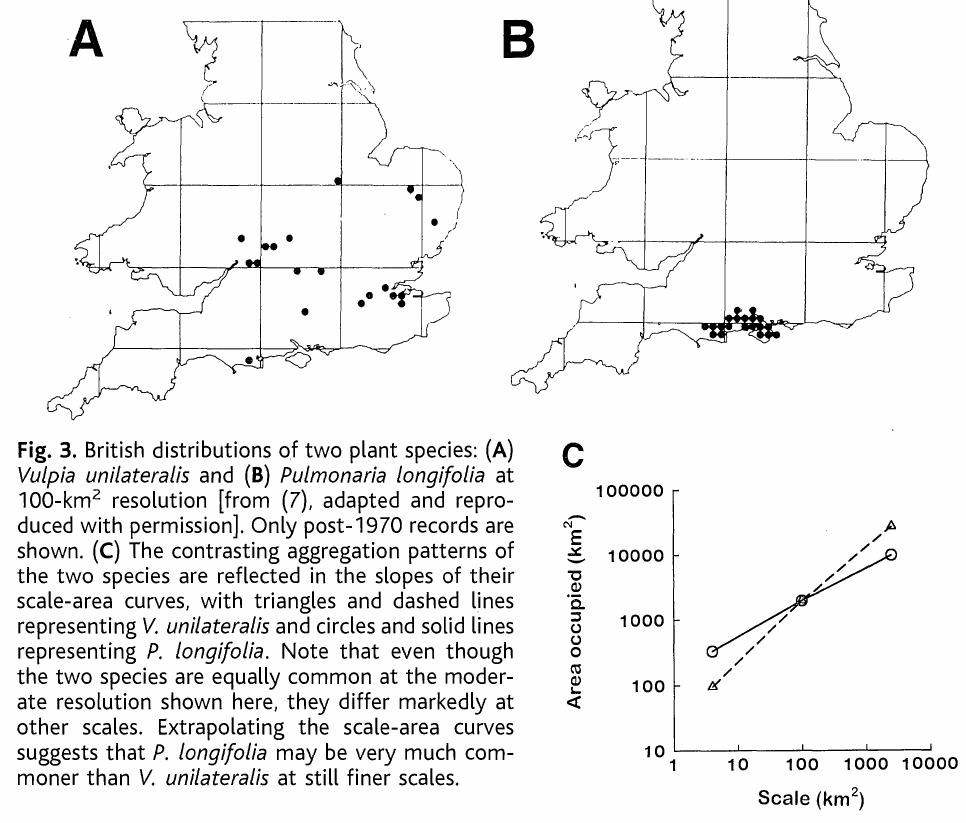 A
B
Fig. 3. British distributions of two plant species: (A)
Vulpia unilateralis and (B) Pulmonaria longifolia at
100-km² resolution [from (7), adapted and repro-
duced with permission]. Only post-1970 records are
shown. (C) The contrasting aggregation patterns of
the two species are reflected in the slopes of their
scale-area curves, with triangles and dashed lines
representing V. unilateralis and circles and solid lines
representing P. longifolia. Note that even though
the two species are equally common at the moder-
ate resolution shown here, they differ markedly at
other scales. Extrapolating the scale-area curves
suggests that P. longifolia may be very much com-
moner than V. unilateralis at still finer scales.
C
Area occupied (km²)
100000
10000
1000
100
10
1 10 100 1000 10000
Scale (km²)